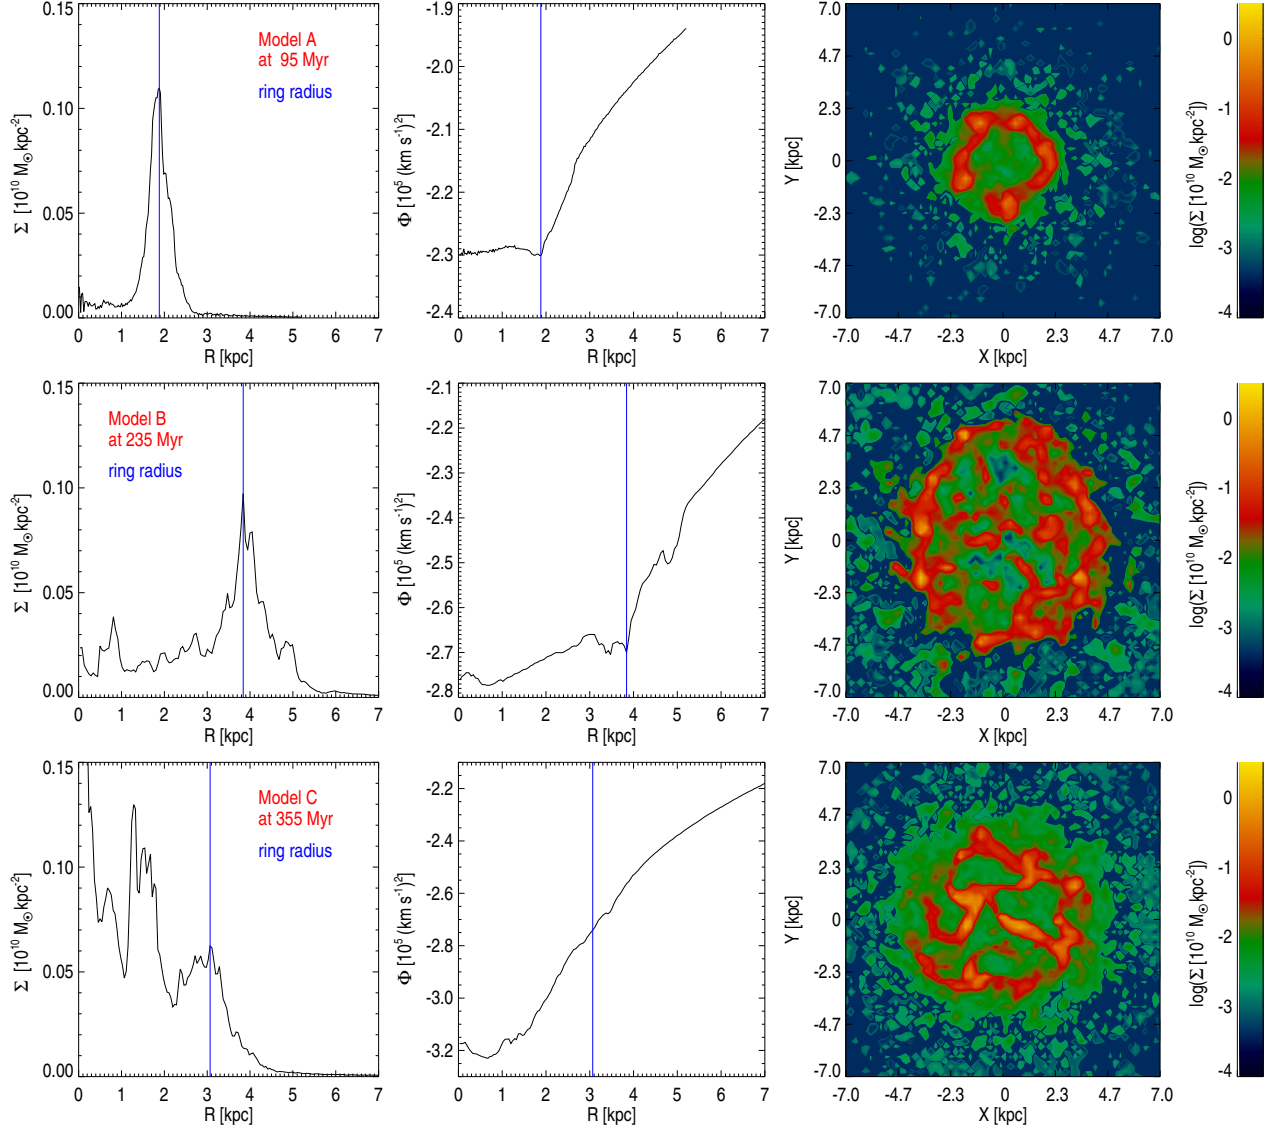 0.15
0.10
0.05
0.00
Σ [10¹⁰ M☉ kpc⁻²]
Model A
at 95 Myr
ring radius
0 1 2 3 4 5 6 7
R [kpc]
-1.9
-2.0
-2.1
-2.2
-2.3
-2.4
Φ [10⁵ (km s⁻¹)²]
0 1 2 3 4 5 6 7
R [kpc]
7.0
4.7
2.3
0
-2.3
-4.7
-7.0
Y [kpc]
-7.0 -4.7 -2.3 0 2.3 4.7 7.0
X [kpc]
log(Σ [10¹⁰ M☉ kpc⁻²])
0
-1
-2
-3
-4
0.15
0.10
0.05
0.00
Σ [10¹⁰ M☉ kpc⁻²]
Model B
at 235 Myr
ring radius
0 1 2 3 4 5 6 7
R [kpc]
-2.1
-2.2
-2.3
-2.4
-2.5
-2.6
-2.7
-2.8
Φ [10⁵ (km s⁻¹)²]
0 1 2 3 4 5 6 7
R [kpc]
7.0
4.7
2.3
0
-2.3
-4.7
-7.0
Y [kpc]
-7.0 -4.7 -2.3 0 2.3 4.7 7.0
X [kpc]
log(Σ [10¹⁰ M☉ kpc⁻²])
0
-1
-2
-3
-4
0.15
0.10
0.05
0.00
Σ [10¹⁰ M☉ kpc⁻²]
Model C
at 355 Myr
ring radius
0 1 2 3 4 5 6 7
R [kpc]
-2.2
-2.4
-2.6
-2.8
-3.0
-3.2
Φ [10⁵ (km s⁻¹)²]
0 1 2 3 4 5 6 7
R [kpc]
7.0
4.7
2.3
0
-2.3
-4.7
-7.0
Y [kpc]
-7.0 -4.7 -2.3 0 2.3 4.7 7.0
X [kpc]
log(Σ [10¹⁰ M☉ kpc⁻²])
0
-1
-2
-3
-4